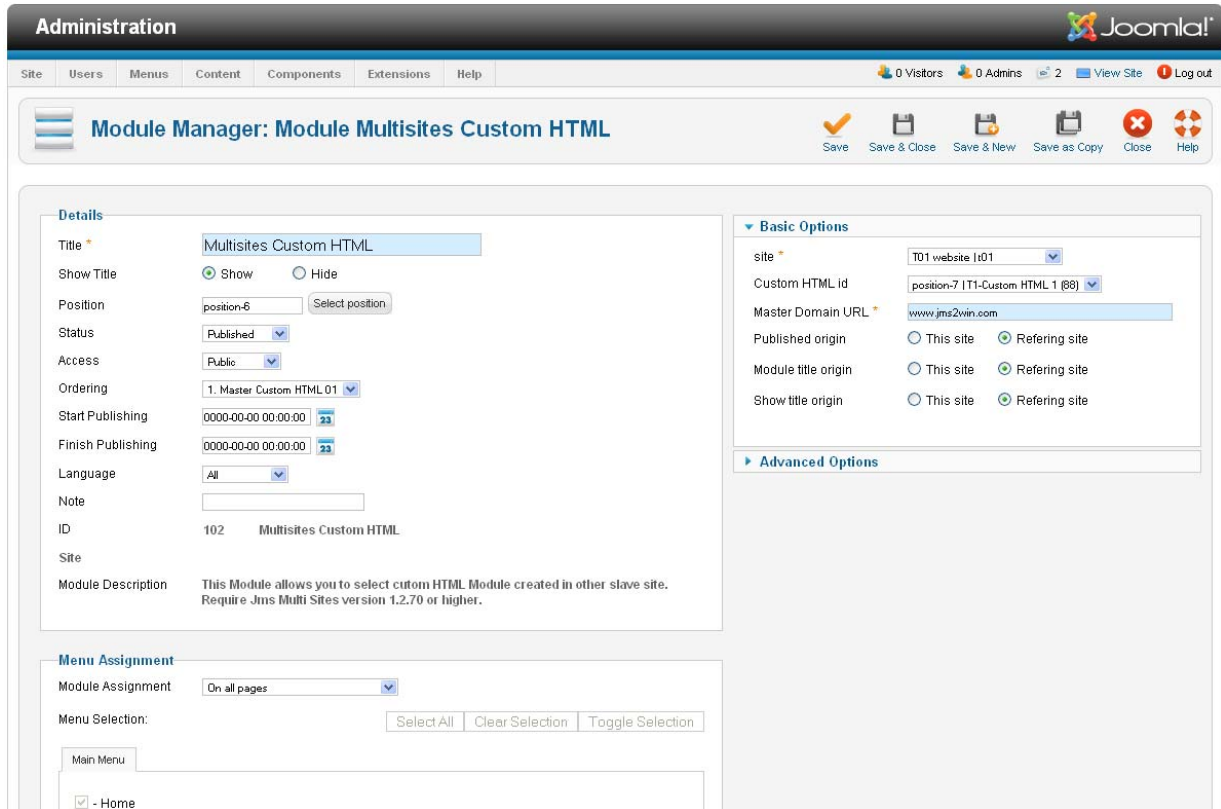 Administration
Joomla!
Site Users Menus Content Components Extensions Help
0 Visitors 0 Admins 2 View Site Log out
Module Manager: Module Multisites Custom HTML
Save Save & Close Save & New Save as Copy Close Help
Details
Title *
Multisites Custom HTML
Show Title
Show Hide
Position
position-6 Select position
Status
Published
Access
Public
Ordering
1. Master Custom HTML 01
Start Publishing
0000-00-00 00:00:00 23
Finish Publishing
0000-00-00 00:00:00 23
Language
All
Note
ID
102 Multisites Custom HTML
Site
Module Description
This Module allows you to select cutom HTML Module created in other slave site.
Require Jms Multi Sites version 1.2.70 or higher.
Basic Options
site *
T01 website | t01
Custom HTML id
position-7 | T1-Custom HTML 1 (88)
Master Domain URL *
www.jms2win.com
Published origin
This site Refering site
Module title origin
This site Refering site
Show title origin
This site Refering site
Advanced Options
Menu Assignment
Module Assignment
On all pages
Menu Selection:
Select All Clear Selection Toggle Selection
Main Menu
- Home